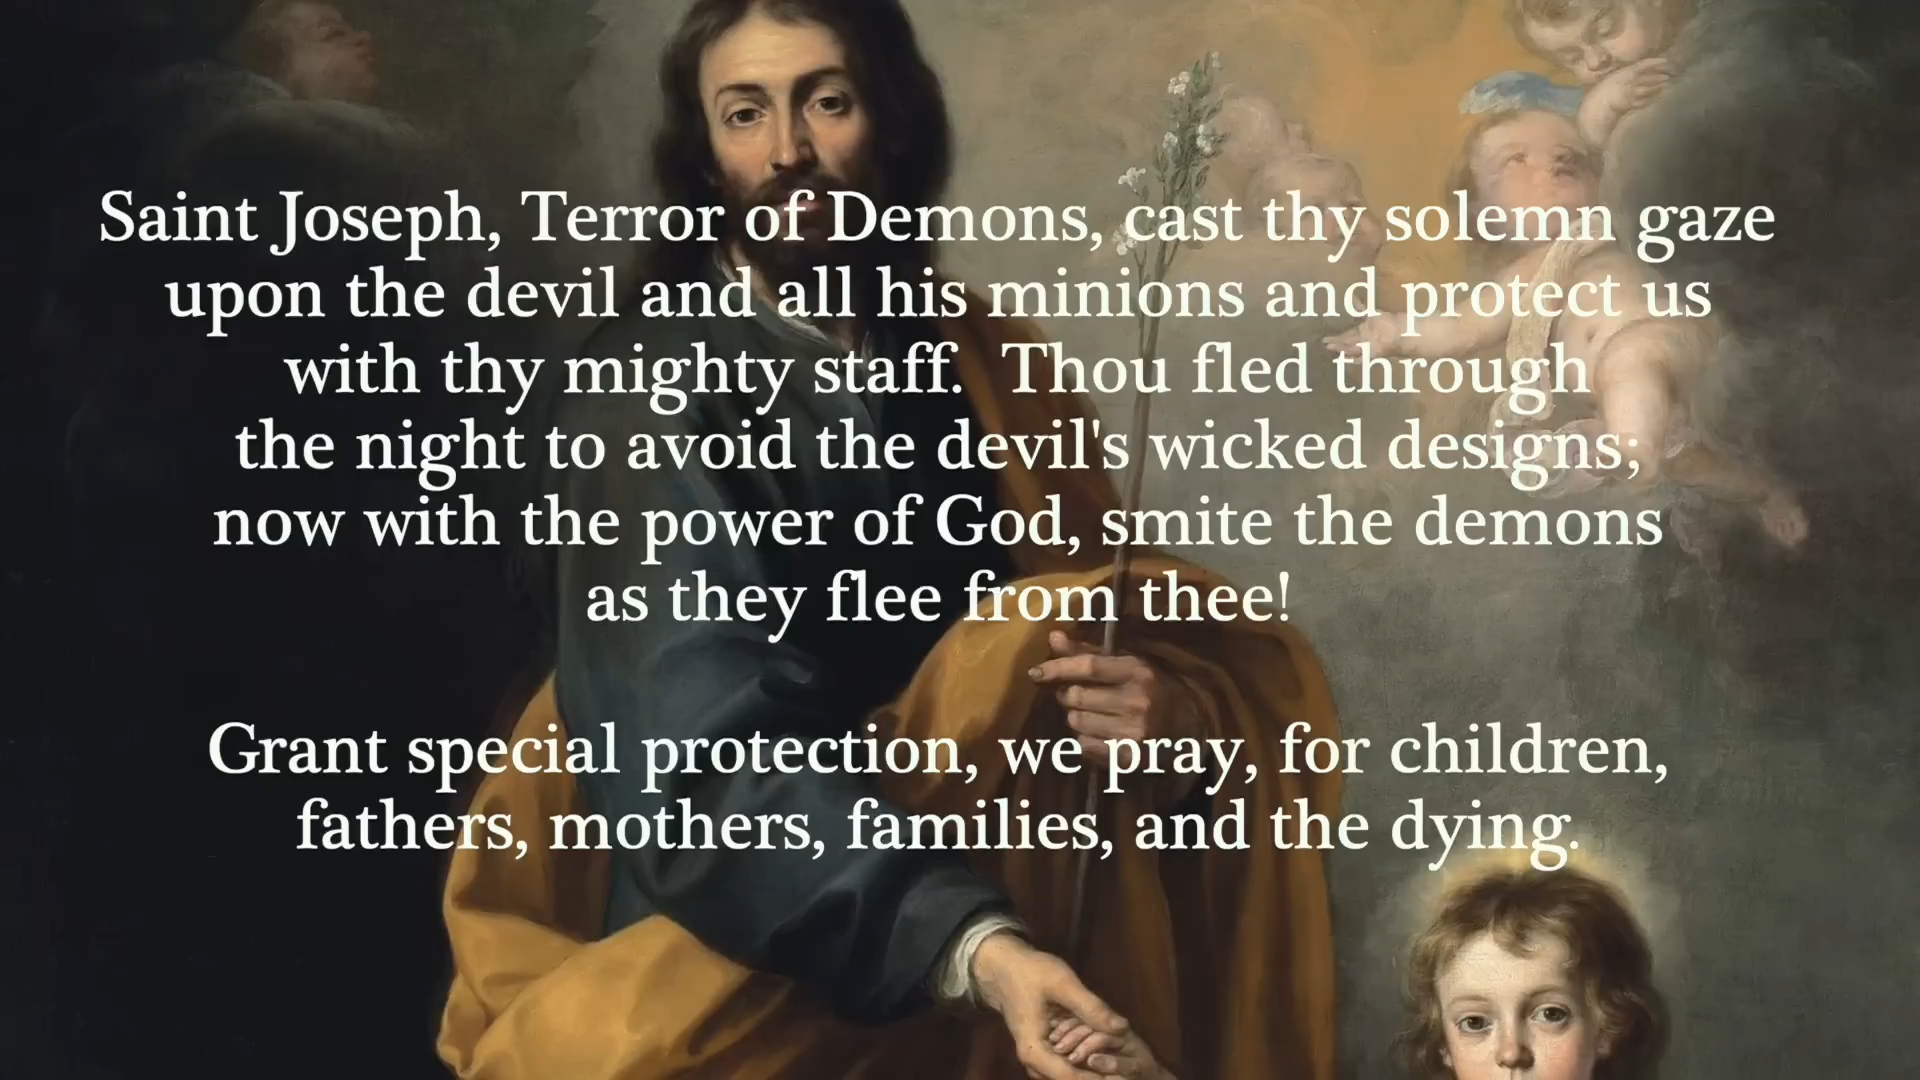 Saint Joseph, Terror of Demons, cast thy solemn gaze
upon the devil and all his minions and protect us
with thy mighty staff.  Thou fled through
the night to avoid the devil's wicked designs;
now with the power of God, smite the demons
as they flee from thee!
Grant special protection, we pray, for children,
fathers, mothers, families, and the dying.